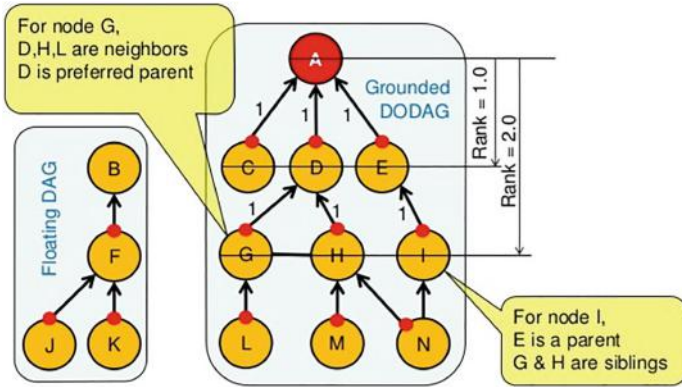 For node G,
D,H,L are neighbors
D is preferred parent
A
Grounded
DODAG
1
1
1
Rank = 1.0
Rank = 2.0
Floating DAG
B
C
D
E
1
1
1
F
G
H
I
J
K
L
M
N
For node I,
E is a parent
G & H are siblings